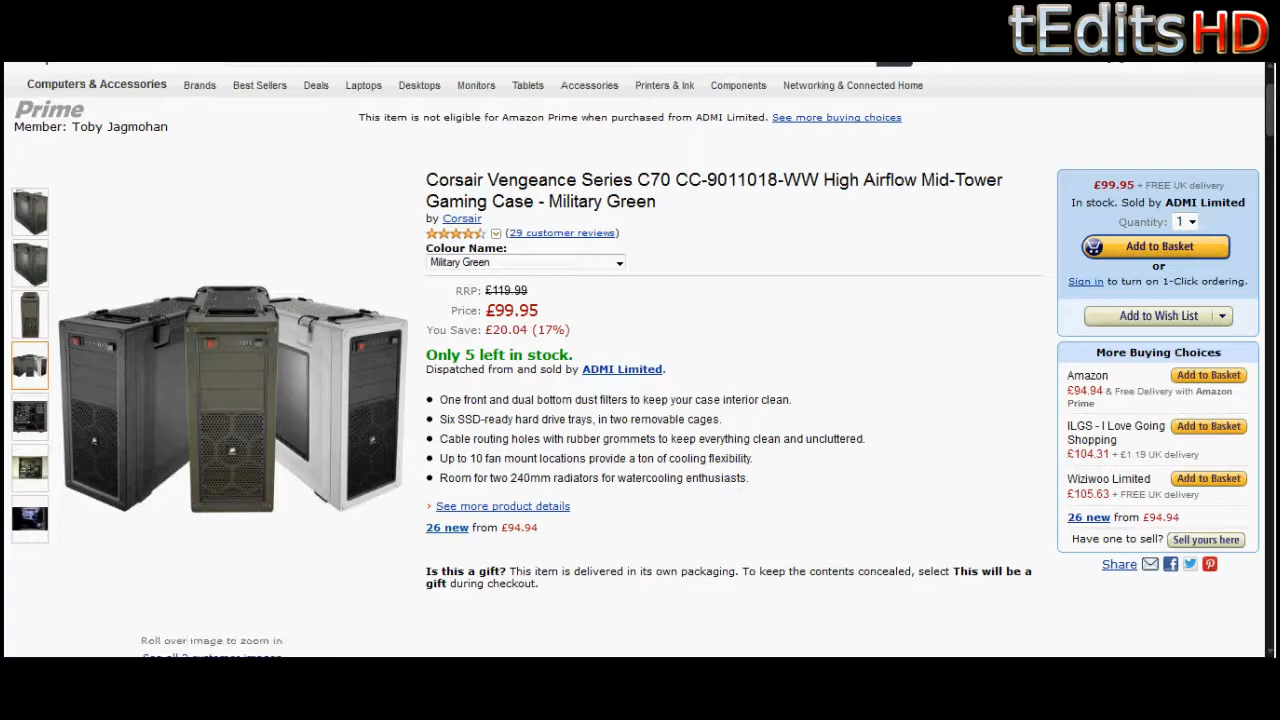 tEditsHD
Computers & Accessories Brands Best Sellers Deals Laptops Desktops Monitors Tablets Accessories Printers & Ink Components Networking & Connected Home
Prime
Member: Toby Jagmohan
This item is not eligible for Amazon Prime when purchased from ADMI Limited. See more buying choices
Corsair Vengeance Series C70 CC-9011018-WW High Airflow Mid-Tower
Gaming Case - Military Green
by Corsair
(29 customer reviews)
Colour Name:
Military Green
RRP: £119.99
Price: £99.95
You Save: £20.04 (17%)
Only 5 left in stock.
Dispatched from and sold by ADMI Limited.
One front and dual bottom dust filters to keep your case interior clean.
Six SSD-ready hard drive trays, in two removable cages.
Cable routing holes with rubber grommets to keep everything clean and uncluttered.
Up to 10 fan mount locations provide a ton of cooling flexibility.
Room for two 240mm radiators for watercooling enthusiasts.
› See more product details
26 new from £94.94
Is this a gift? This item is delivered in its own packaging. To keep the contents concealed, select This will be a
gift during checkout.
Roll over image to zoom in
£99.95 + FREE UK delivery
In stock. Sold by ADMI Limited
Quantity: 1
Add to Basket
or
Sign in to turn on 1-Click ordering.
Add to Wish List
More Buying Choices
Amazon Add to Basket
£94.94 & Free Delivery with Amazon
Prime
ILGS - I Love Going Add to Basket
Shopping
£104.31 + £1.19 UK delivery
Wiziwoo Limited Add to Basket
£105.63 + FREE UK delivery
26 new from £94.94
Have one to sell? Sell yours here
Share